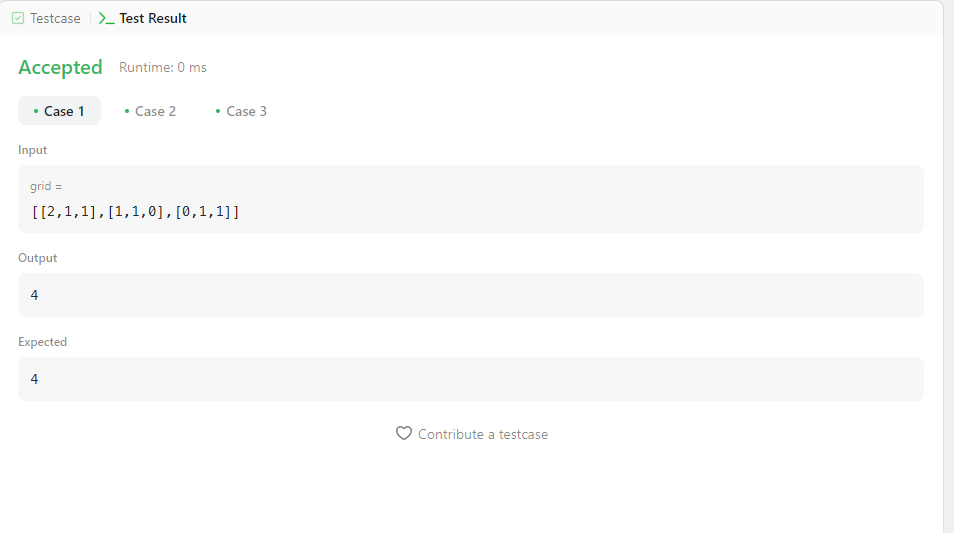 Testcase Test Result
Accepted Runtime: 0 ms
Case 1 Case 2 Case 3
Input
grid =
[[2,1,1],[1,1,0],[0,1,1]]
Output
4
Expected
4
Contribute a testcase